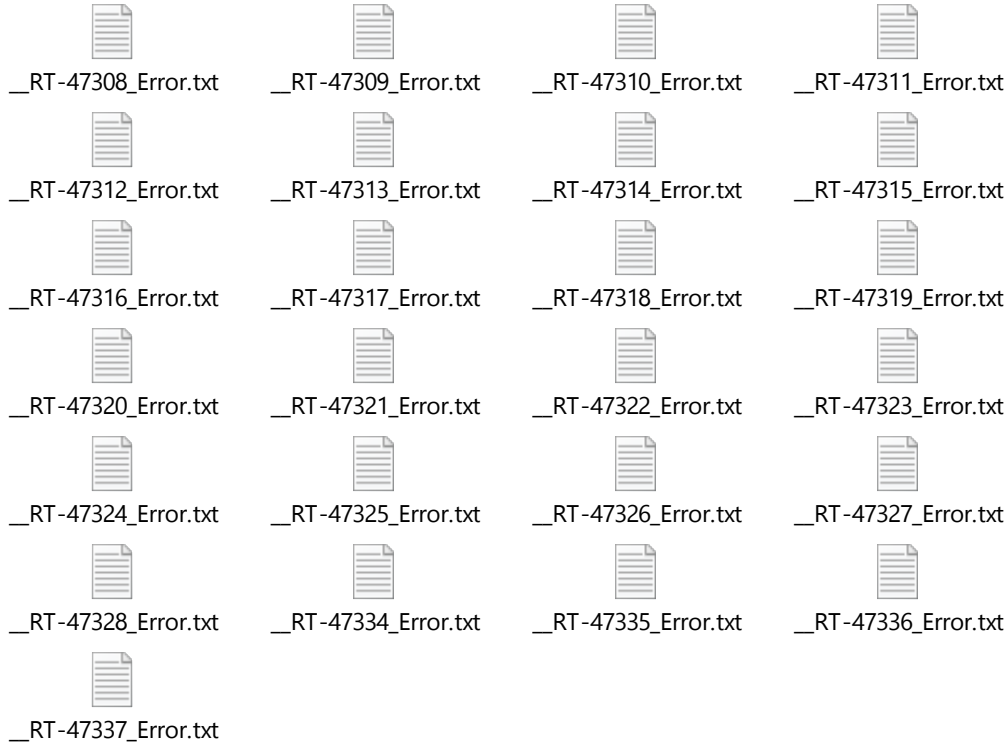 __RT-47308_Error.txt __RT-47309_Error.txt __RT-47310_Error.txt __RT-47311_Error.txt
__RT-47312_Error.txt __RT-47313_Error.txt __RT-47314_Error.txt __RT-47315_Error.txt
__RT-47316_Error.txt __RT-47317_Error.txt __RT-47318_Error.txt __RT-47319_Error.txt
__RT-47320_Error.txt __RT-47321_Error.txt __RT-47322_Error.txt __RT-47323_Error.txt
__RT-47324_Error.txt __RT-47325_Error.txt __RT-47326_Error.txt __RT-47327_Error.txt
__RT-47328_Error.txt __RT-47334_Error.txt __RT-47335_Error.txt __RT-47336_Error.txt
__RT-47337_Error.txt